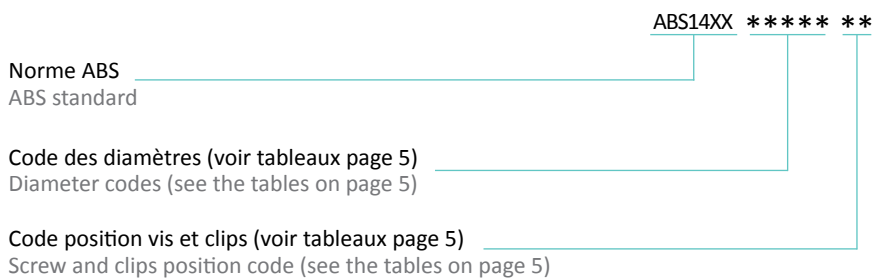 ABS14XX ***** **
Norme ABS
ABS standard
Code des diamètres (voir tableaux page 5)
Diameter codes (see the tables on page 5)
Code position vis et clips (voir tableaux page 5)
Screw and clips position code (see the tables on page 5)